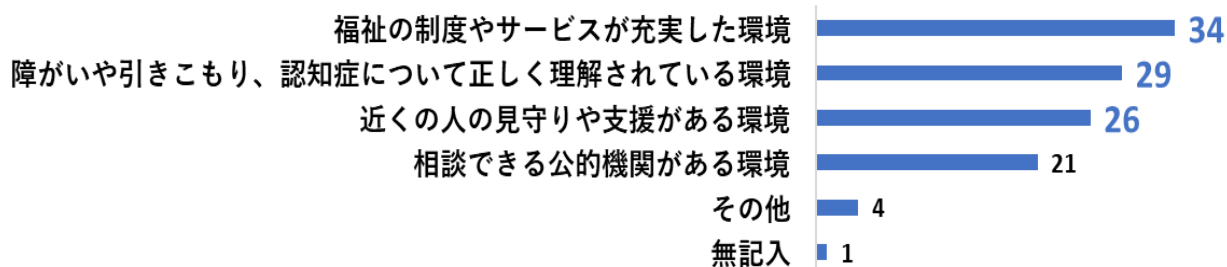 福祉の制度やサービスが充実した環境 34
障がいや引きこもり、認知症について正しく理解されている環境 29
近くの人の見守りや支援がある環境 26
相談できる公的機関がある環境 21
その他 4
無記入 1